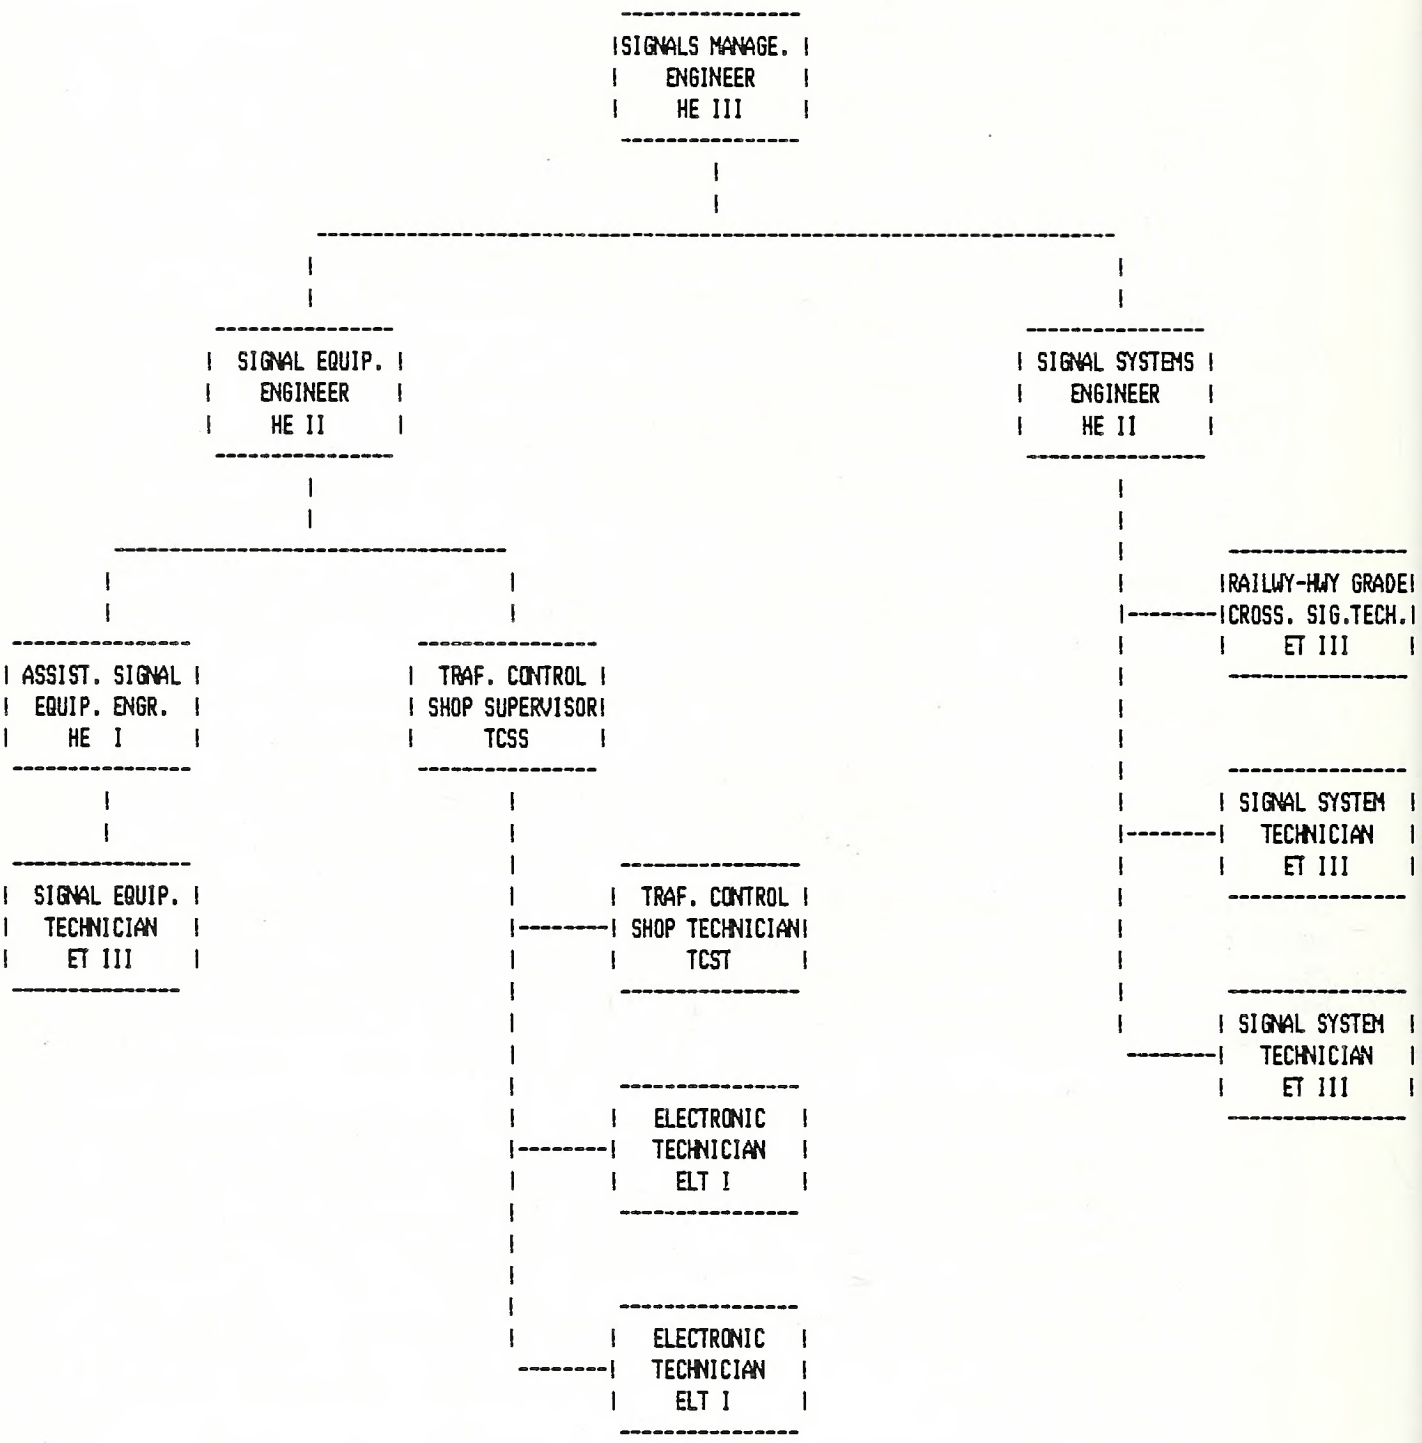 SIGNALS MANAGE.
ENGINEER
HE III
SIGNAL EQUIP.
ENGINEER
HE II
SIGNAL SYSTEMS
ENGINEER
HE II
RAILWY-HWY GRADE
CROSS. SIG.TECH.
ET III
ASSIST. SIGNAL
EQUIP. ENGR.
HE I
TRAF. CONTROL
SHOP SUPERVISOR
TCSS
SIGNAL SYSTEM
TECHNICIAN
ET III
SIGNAL EQUIP.
TECHNICIAN
ET III
TRAF. CONTROL
SHOP TECHNICIAN
TCST
SIGNAL SYSTEM
TECHNICIAN
ET III
ELECTRONIC
TECHNICIAN
ELT I
ELECTRONIC
TECHNICIAN
ELT I